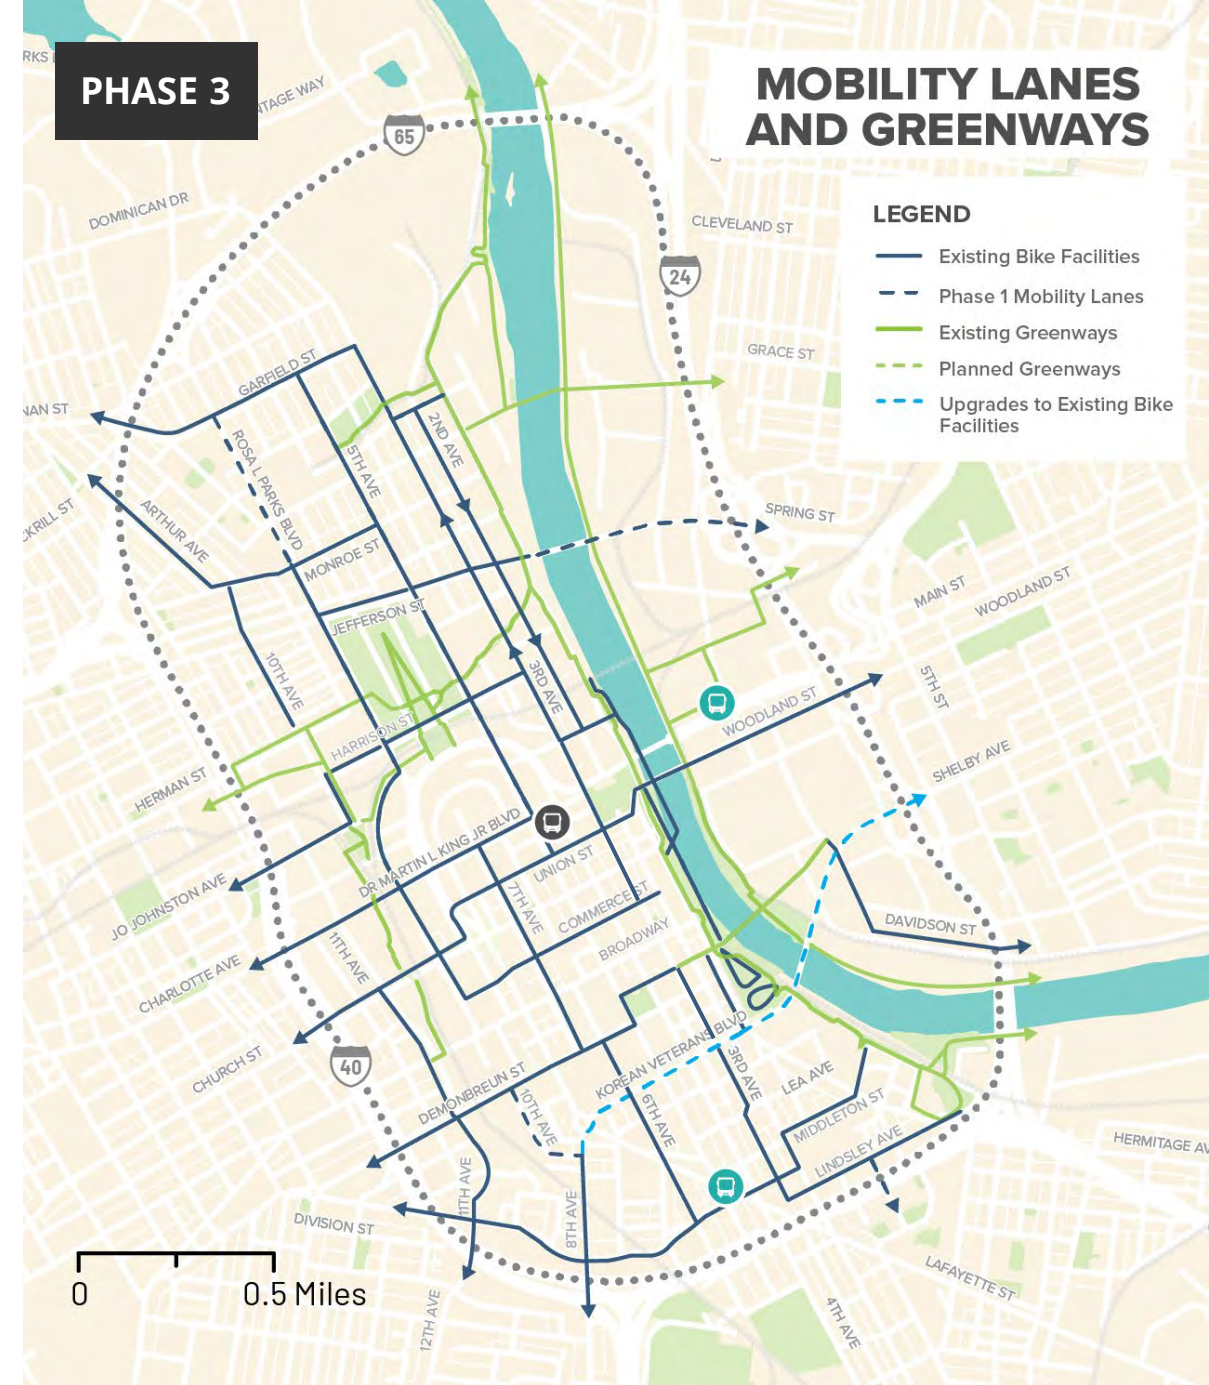 PHASE 3
MOBILITY LANES
AND GREENWAYS
LEGEND
Existing Bike Facilities
Phase 1 Mobility Lanes
Existing Greenways
Planned Greenways
Upgrades to Existing Bike
Facilities
65
DOMINICAN DR
CLEVELAND ST
24
GRACE ST
GARFIELD ST
2ND AVE
ROSA L PARKS BLVD
5TH AVE
ARTHUR AVE
SPRING ST
MONROE ST
MAIN ST
WOODLAND ST
JEFFERSON ST
10TH AVE
3RD AVE
5TH ST
WOODLAND ST
HARRISON ST
SHELBY AVE
HERMAN ST
DR MARTIN L KING JR BLVD
UNION ST
7TH AVE
COMMERCE ST
JO JOHNSTON AVE
BROADWAY
DAVIDSON ST
11TH AVE
CHARLOTTE AVE
KOREAN VETERANS BLVD
CHURCH ST
40
3RD AVE
LEA AVE
DEMONBREUN ST
10TH AVE
6TH AVE
MIDDLETON ST
LINDSLEY AVE
HERMITAGE AV
11TH AVE
8TH AVE
DIVISION ST
LAFAYETTE ST
12TH AVE
4TH AVE
0
0.5 Miles